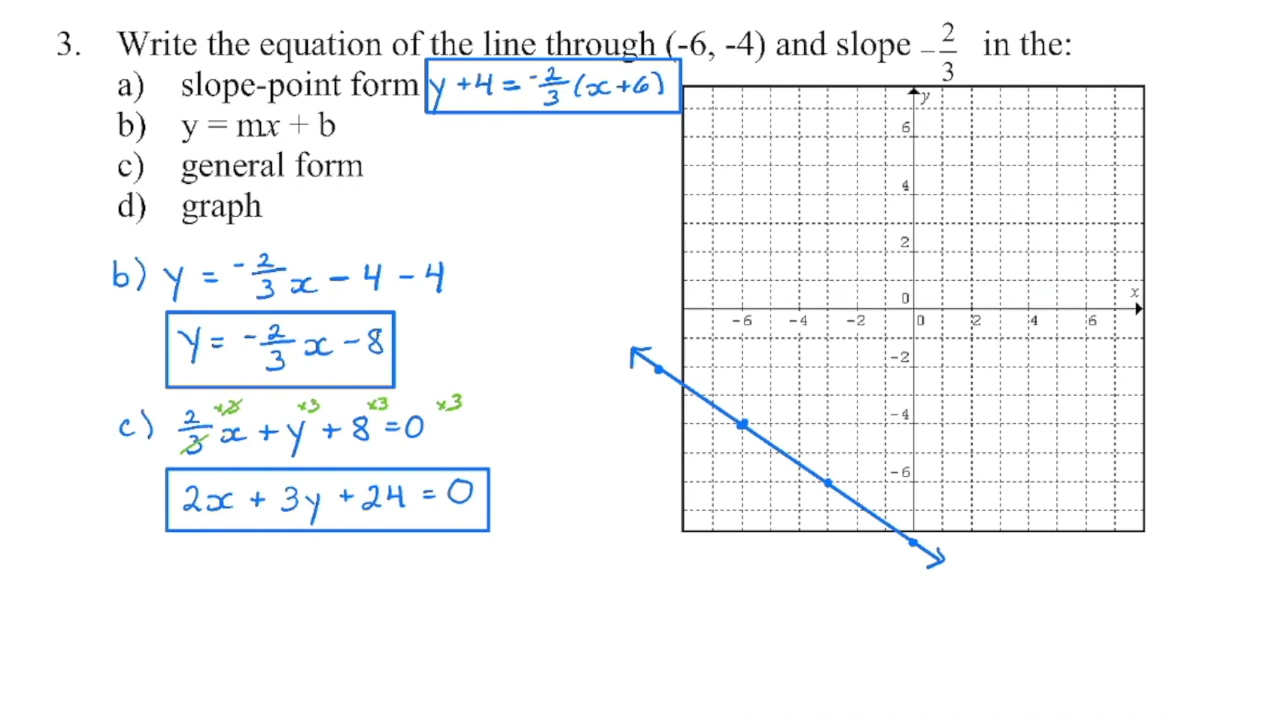 3. Write the equation of the line through (-6, -4) and slope -2/3 in the:
a) slope-point form y + 4 = -2/3 (x + 6)
b) y = mx + b
c) general form
d) graph
b) y = -2/3 x - 4 - 4
y = -2/3 x - 8
×3 ×3 ×3 ×3
c) 2/3 x + y + 8 = 0
2x + 3y + 24 = 0
y
6
4
2
0
x
-6 -4 -2 0 2 4 6
-2
-4
-6